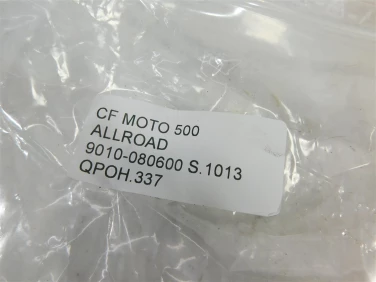 CF MOTO 500
ALLROAD
9010-080600 S.1013
QPOH.337